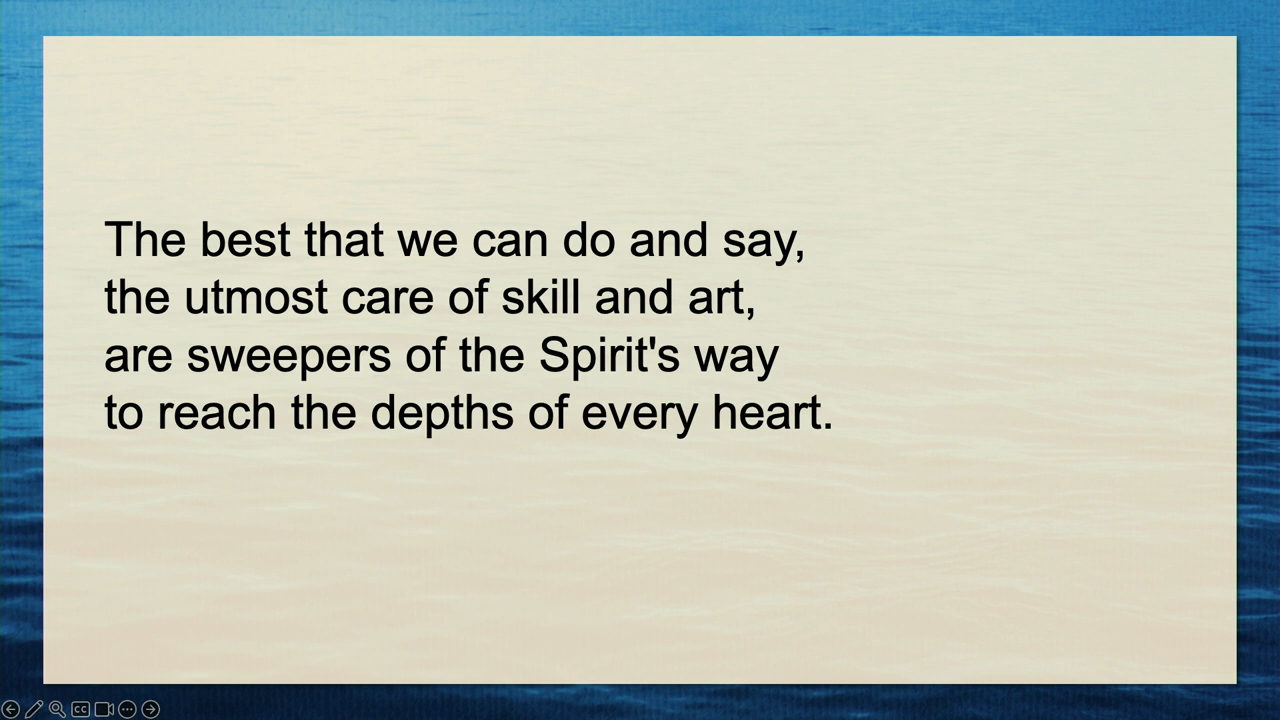 The best that we can do and say,
the utmost care of skill and art,
are sweepers of the Spirit's way
to reach the depths of every heart.